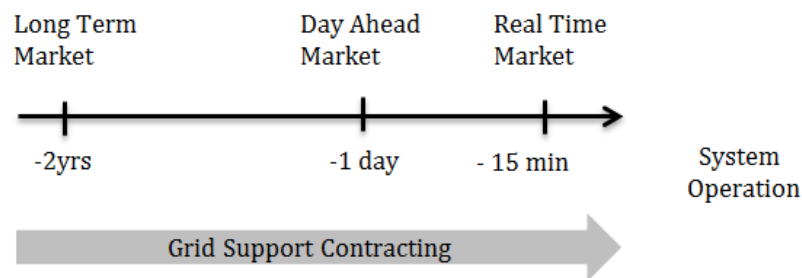 Long Term
Market
Day Ahead
Market
Real Time
Market
-2yrs
-1 day
- 15 min
System
Operation
Grid Support Contracting